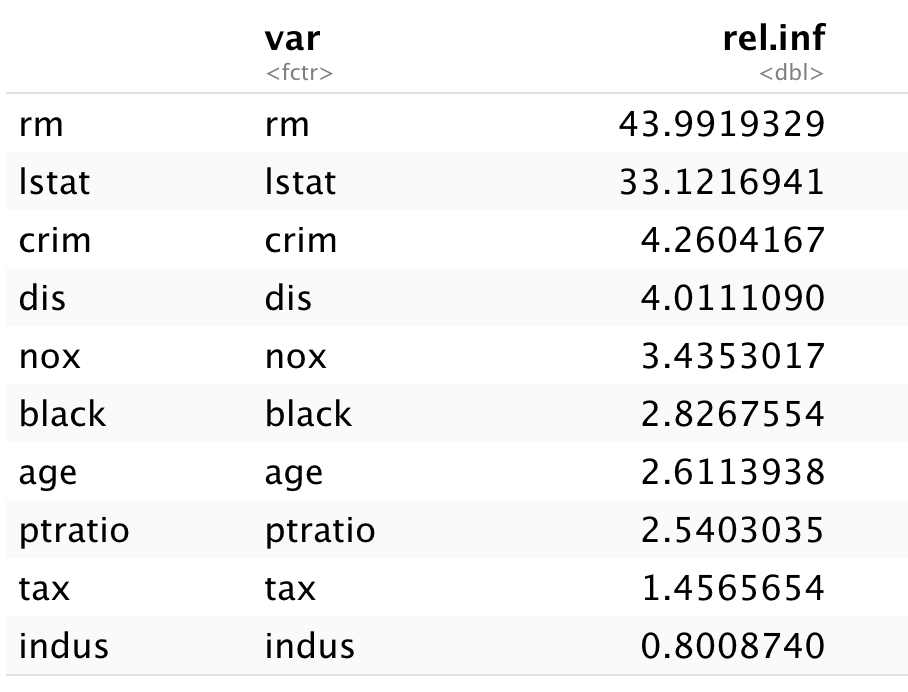 var rel.inf
<fctr> <dbl>
rm rm 43.9919329
lstat lstat 33.1216941
crim crim 4.2604167
dis dis 4.0111090
nox nox 3.4353017
black black 2.8267554
age age 2.6113938
ptratio ptratio 2.5403035
tax tax 1.4565654
indus indus 0.8008740